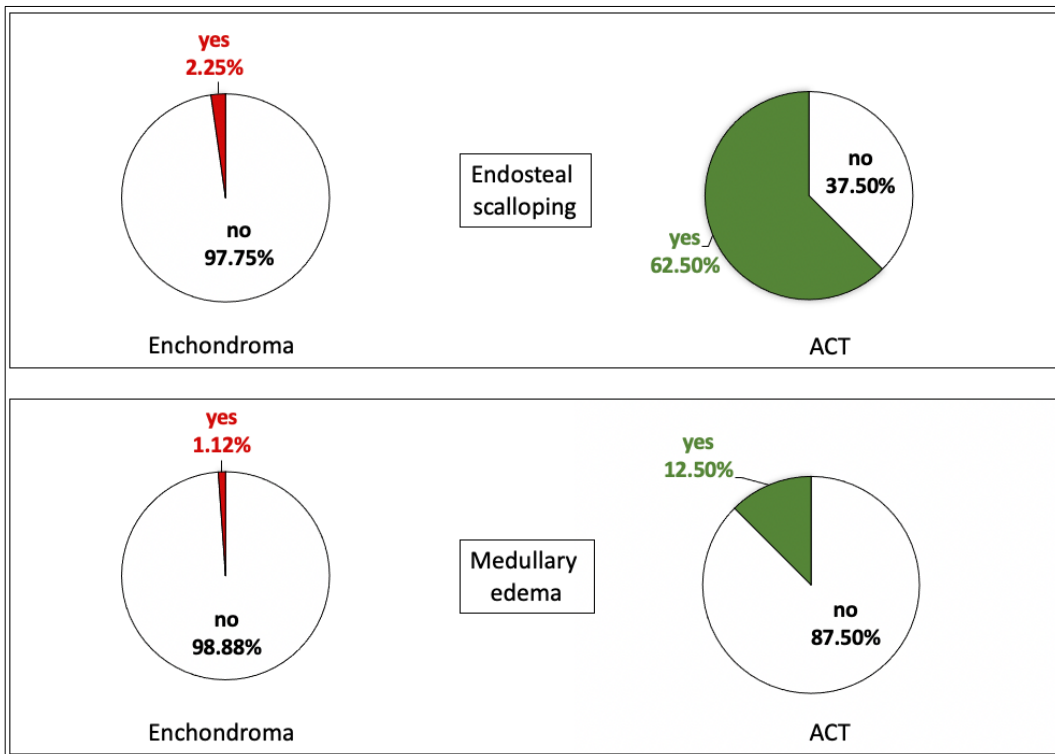 yes
2.25%
no
97.75%
Enchondroma
Endosteal
scalloping
no
37.50%
yes
62.50%
ACT
yes
1.12%
no
98.88%
Enchondroma
Medullary
edema
yes
12.50%
no
87.50%
ACT